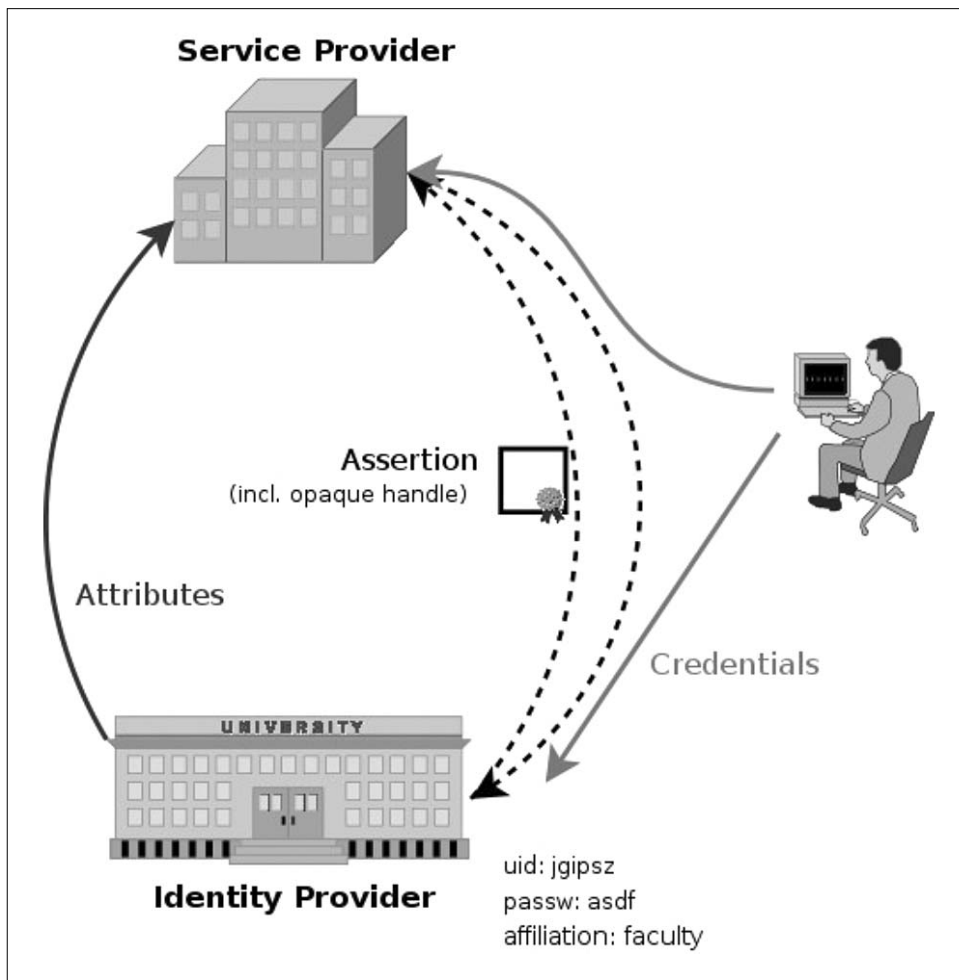 Service Provider
Assertion
(incl. opaque handle)
Attributes
Credentials
UNIVERSITY
Identity Provider
uid: jgipsz
passw: asdf
affiliation: faculty